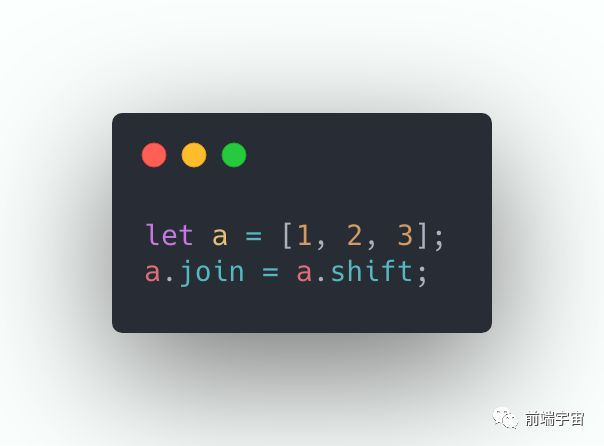 let a = [1, 2, 3];
a.join = a.shift;
前端宇宙